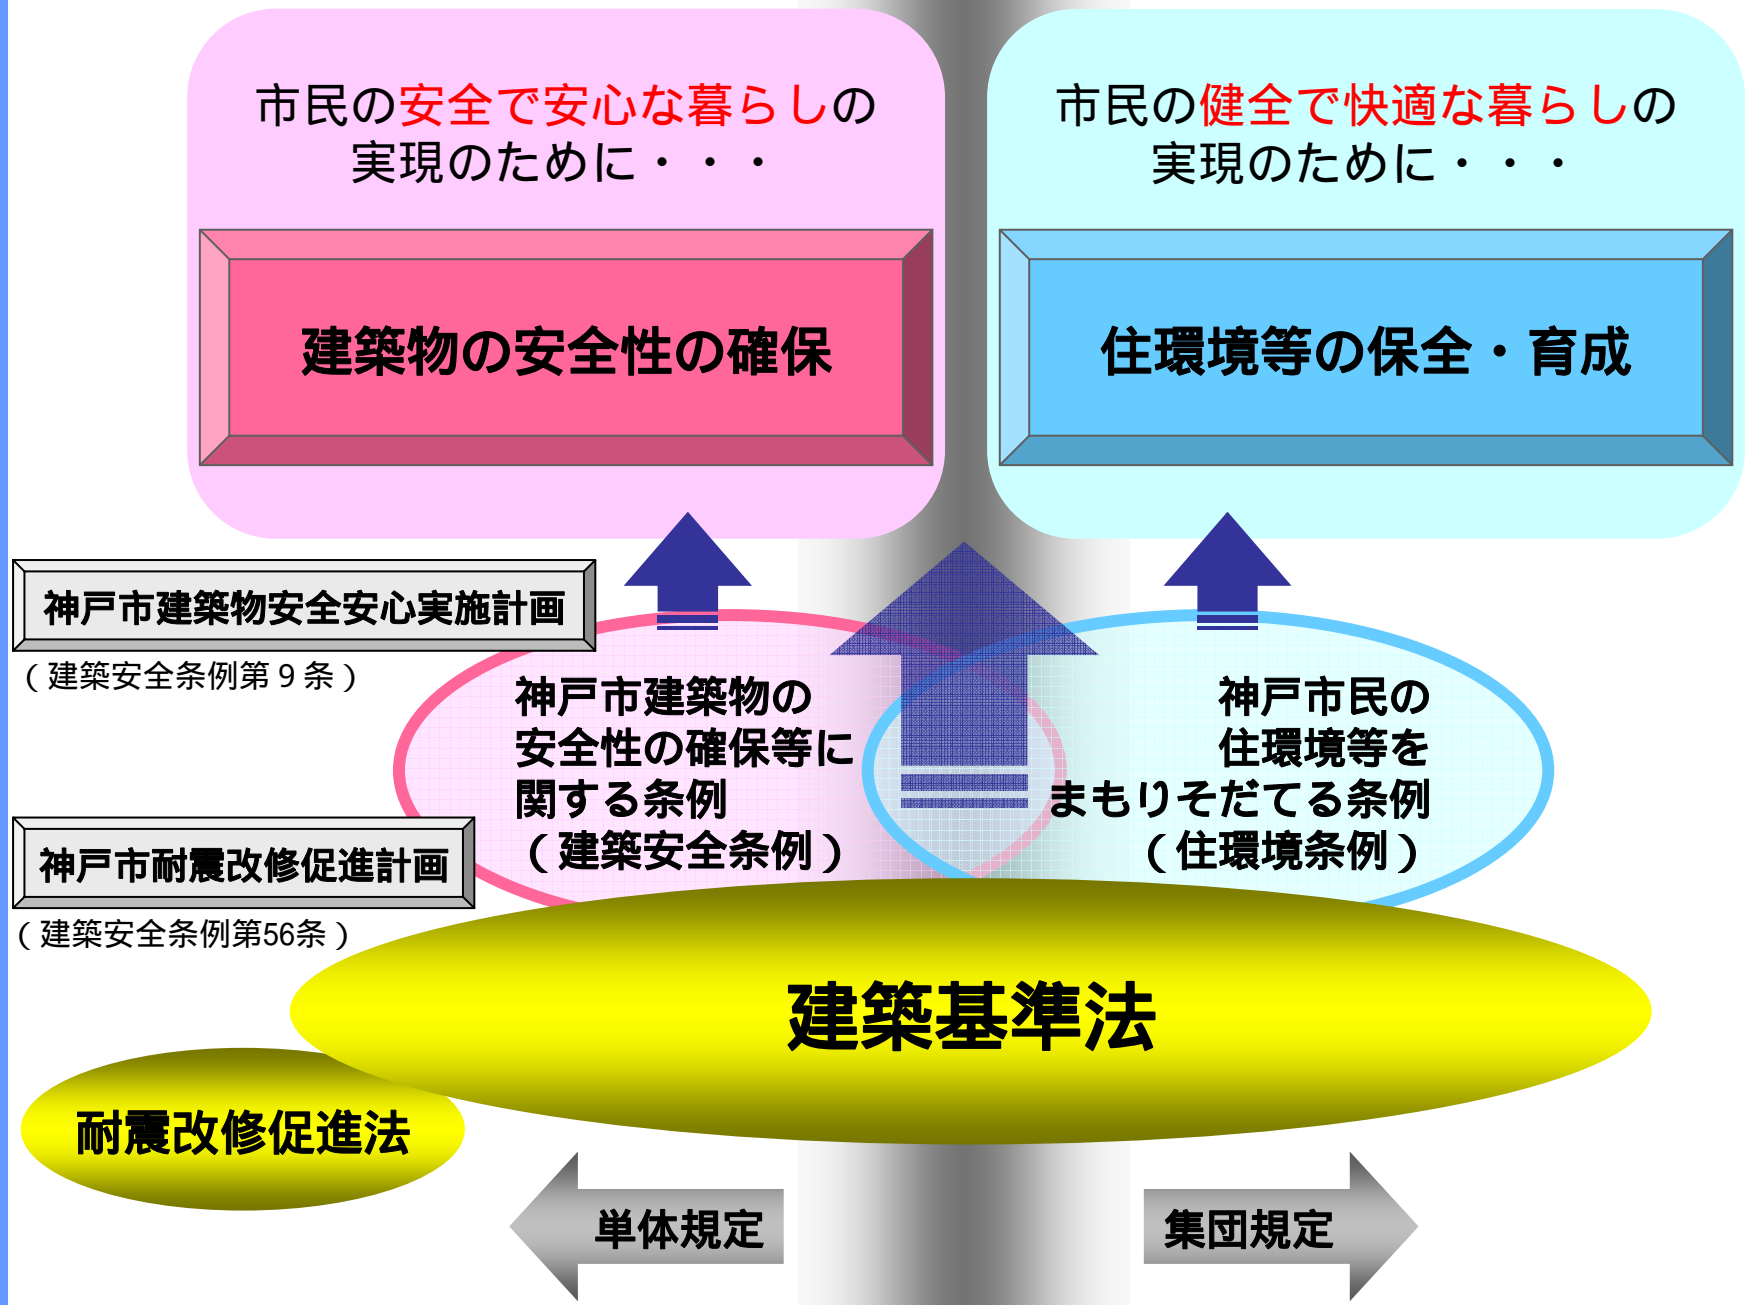 市民の安全で安心な暮らしの
実現のために・・・
建築物の安全性の確保
市民の健全で快適な暮らしの
実現のために・・・
住環境等の保全・育成
神戸市建築物安全安心実施計画
（建築安全条例第９条）
神戸市建築物の
安全性の確保等に
関する条例
（建築安全条例）
神戸市民の
住環境等を
まもりそだてる条例
（住環境条例）
神戸市耐震改修促進計画
（建築安全条例第56条）
建築基準法
耐震改修促進法
単体規定
集団規定